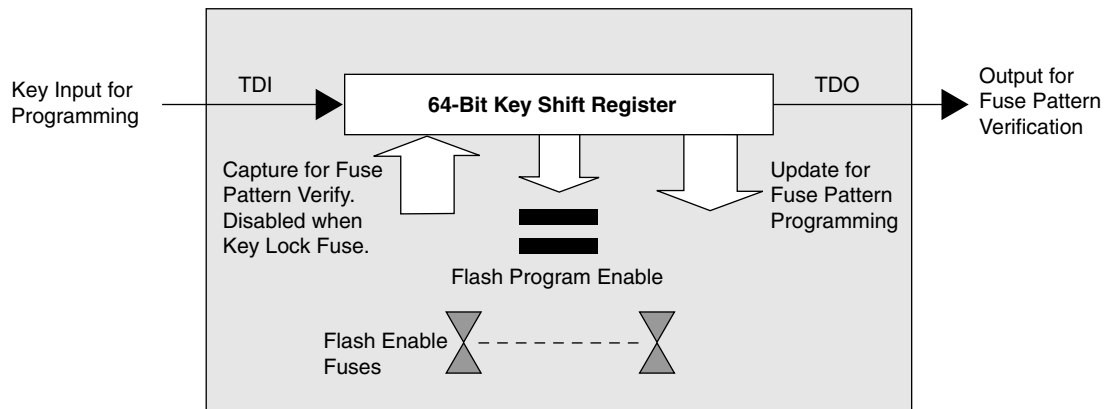 Key Input for
Programming
TDI
64-Bit Key Shift Register
TDO
Output for
Fuse Pattern
Verification
Capture for Fuse
Pattern Verify.
Disabled when
Key Lock Fuse.
Update for
Fuse Pattern
Programming
Flash Program Enable
Flash Enable
Fuses